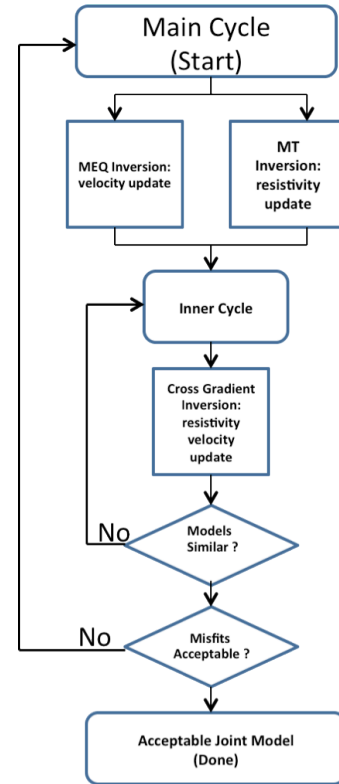 Main Cycle
(Start)
MEQ Inversion:
velocity update
MT
Inversion:
resistivity
update
Inner Cycle
Cross Gradient
Inversion:
resistivity
velocity
update
Models
Similar ?
No
Misfits
Acceptable ?
No
Acceptable Joint Model
(Done)